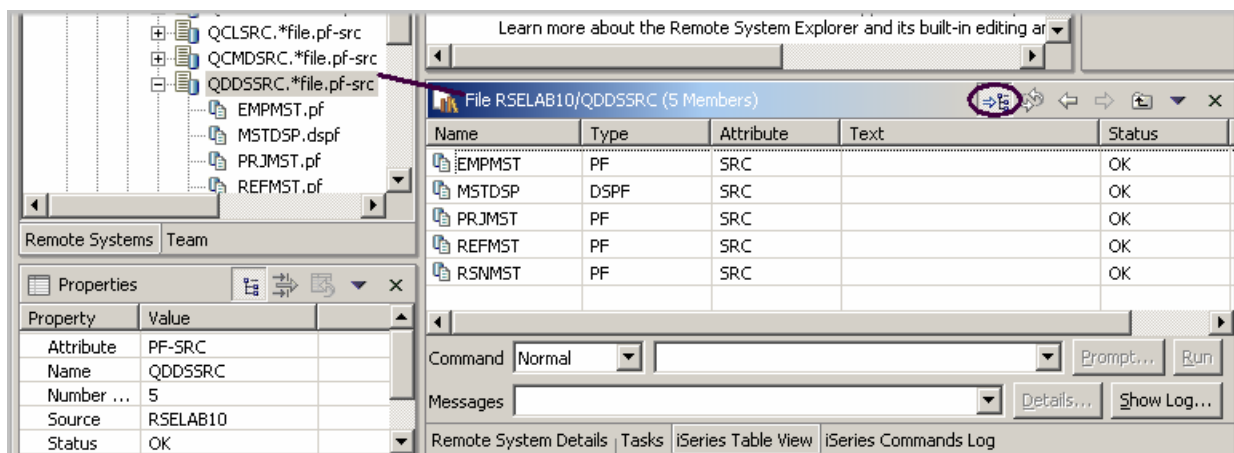 QCLSRC.*file.pf-src
QCMDSRC.*file.pf-src
QDDSSRC.*file.pf-src
EMPMST.pf
MSTDSP.dspf
PRJMST.pf
REFMST.pf
Remote Systems Team
Properties
Property Value
Attribute PF-SRC
Name QDDSSRC
Number ... 5
Source RSELAB10
Status OK
Learn more about the Remote System Explorer and its built-in editing ar
File RSELAB10/QDDSSRC (5 Members)
Name Type Attribute Text Status
EMPMST PF SRC OK
MSTDSP DSPF SRC OK
PRJMST PF SRC OK
REFMST PF SRC OK
RSNMST PF SRC OK
Command Normal Prompt... Run
Messages Details... Show Log...
Remote System Details Tasks iSeries Table View iSeries Commands Log